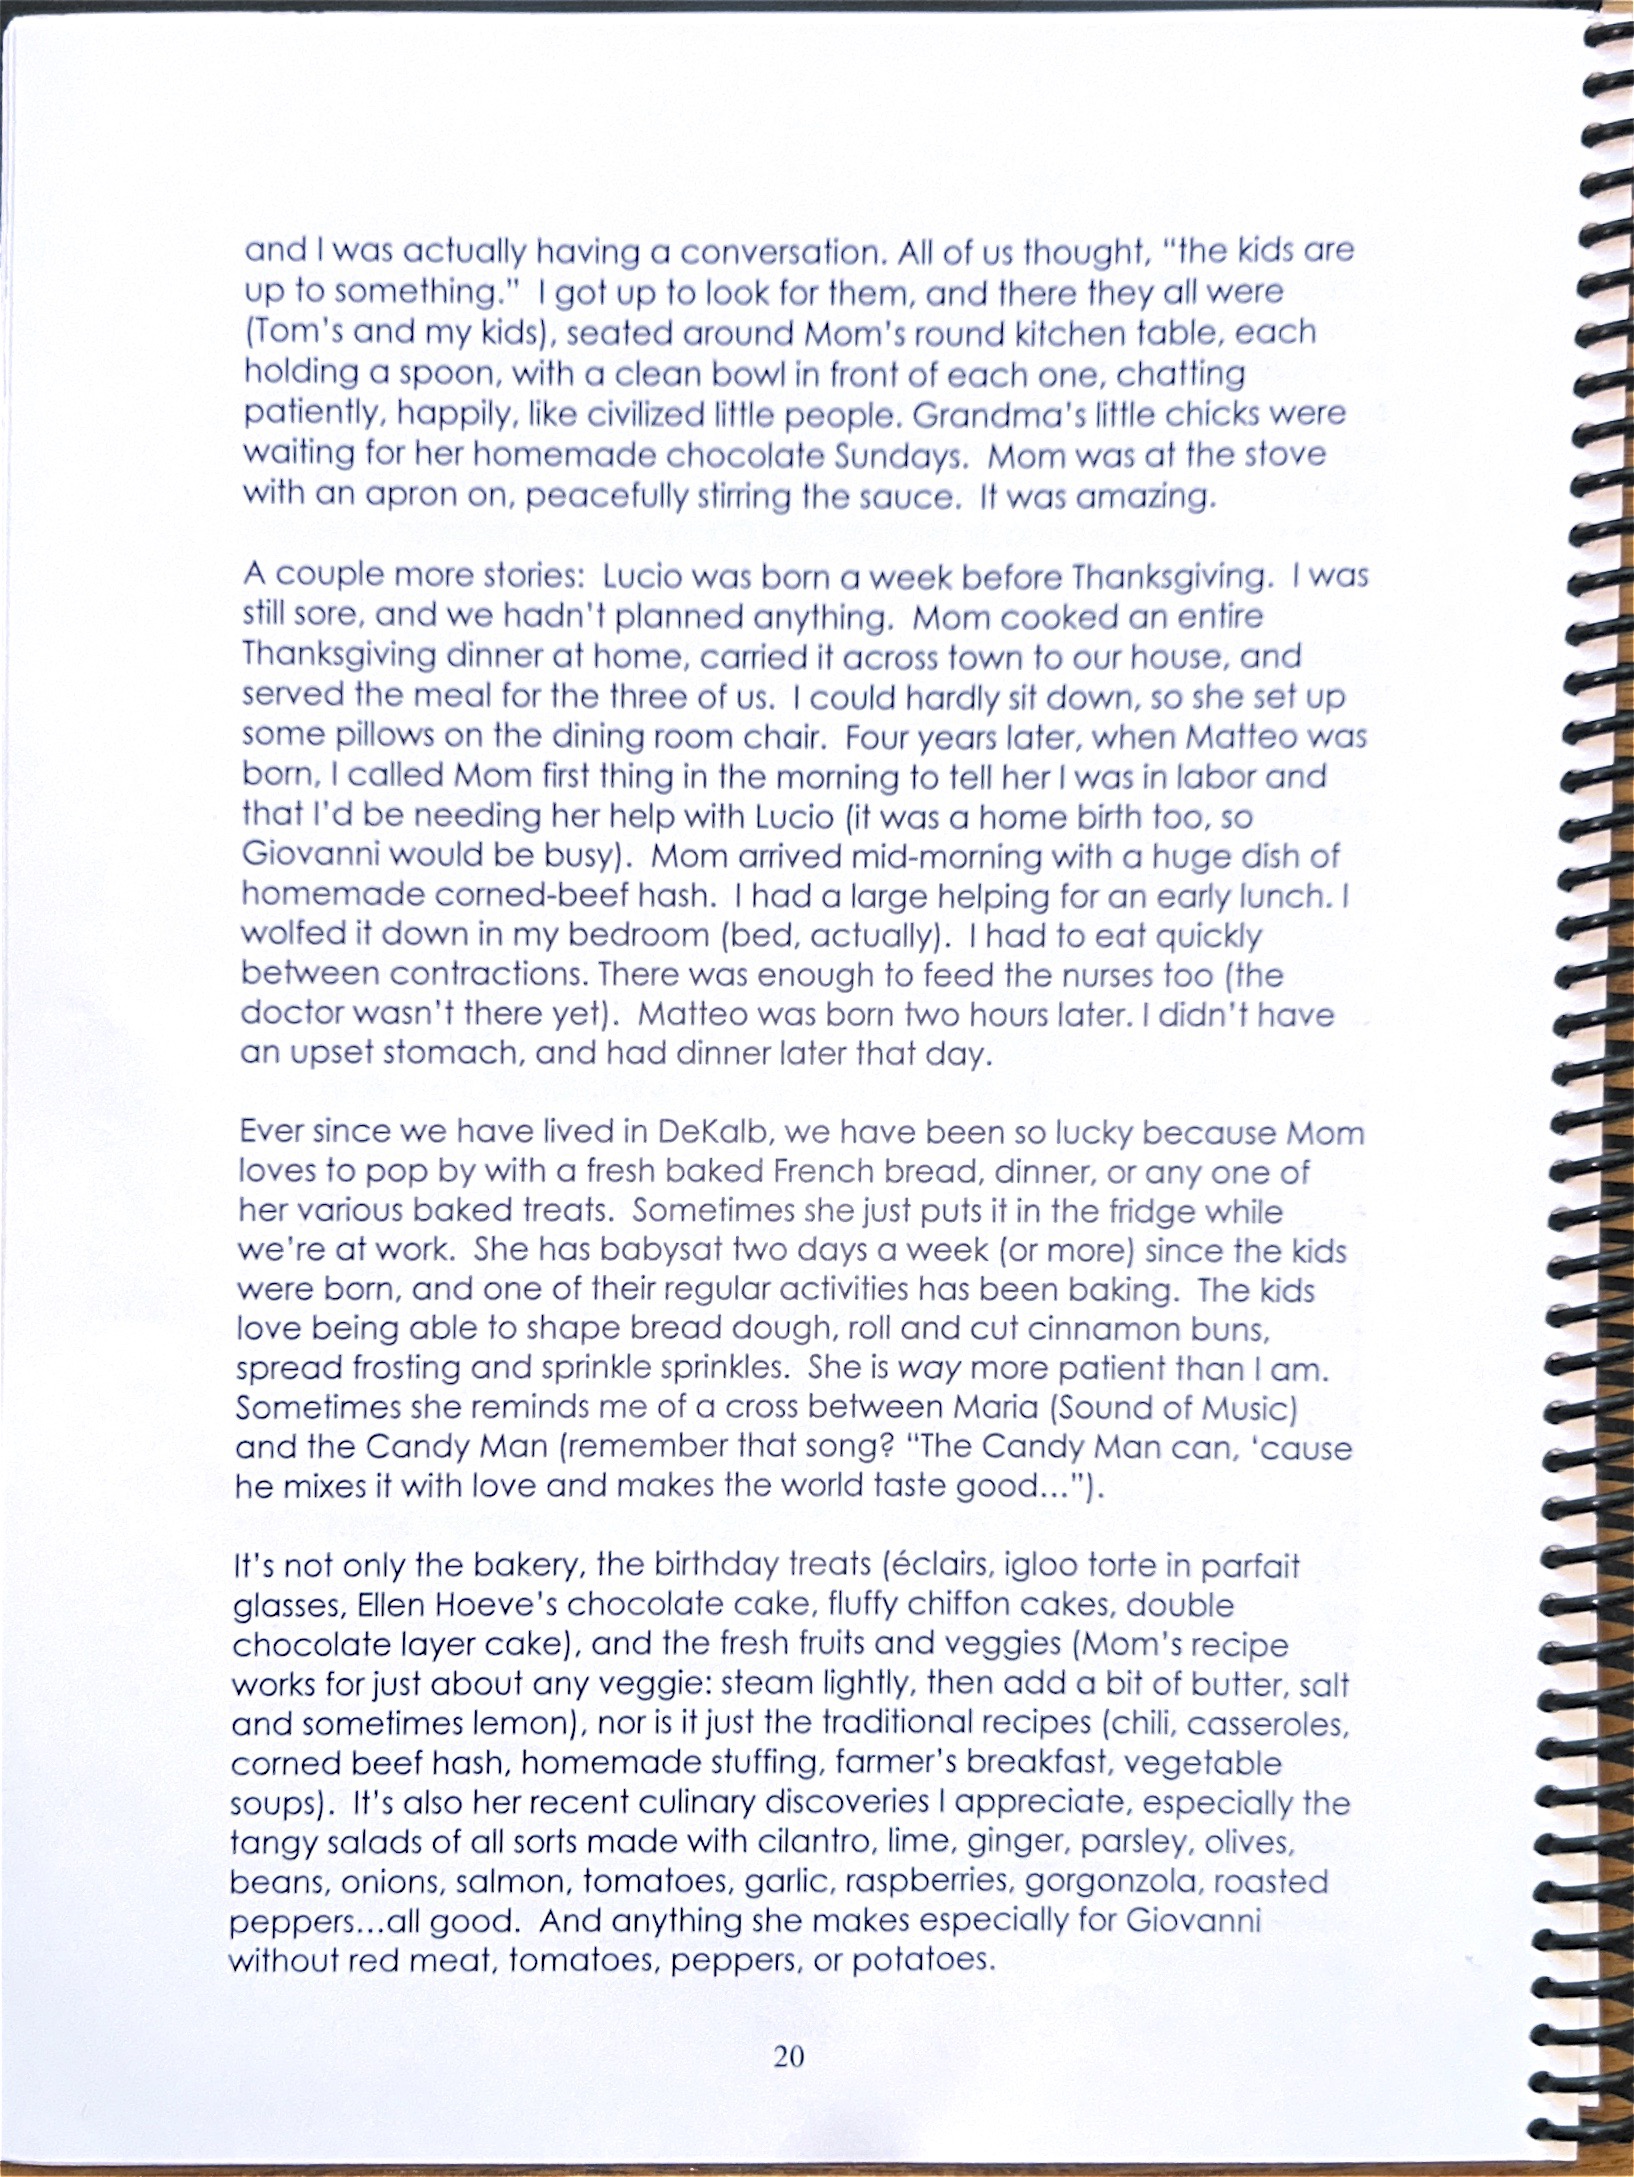 and I was actually having a conversation. All of us thought, "the kids are
up to something."  I got up to look for them, and there they all were
(Tom's and my kids), seated around Mom's round kitchen table, each
holding a spoon, with a clean bowl in front of each one, chatting
patiently, happily, like civilized little people. Grandma's little chicks were
waiting for her homemade chocolate Sundays.  Mom was at the stove
with an apron on, peacefully stirring the sauce.  It was amazing.

A couple more stories:  Lucio was born a week before Thanksgiving.  I was
still sore, and we hadn't planned anything.  Mom cooked an entire
Thanksgiving dinner at home, carried it across town to our house, and
served the meal for the three of us.  I could hardly sit down, so she set up
some pillows on the dining room chair.  Four years later, when Matteo was
born, I called Mom first thing in the morning to tell her I was in labor and
that I'd be needing her help with Lucio (it was a home birth too, so
Giovanni would be busy).  Mom arrived mid-morning with a huge dish of
homemade corned-beef hash.  I had a large helping for an early lunch. I
wolfed it down in my bedroom (bed, actually).  I had to eat quickly
between contractions. There was enough to feed the nurses too (the
doctor wasn't there yet).  Matteo was born two hours later. I didn't have
an upset stomach, and had dinner later that day.

Ever since we have lived in DeKalb, we have been so lucky because Mom
loves to pop by with a fresh baked French bread, dinner, or any one of
her various baked treats.  Sometimes she just puts it in the fridge while
we're at work.  She has babysat two days a week (or more) since the kids
were born, and one of their regular activities has been baking.  The kids
love being able to shape bread dough, roll and cut cinnamon buns,
spread frosting and sprinkle sprinkles.  She is way more patient than I am.
Sometimes she reminds me of a cross between Maria (Sound of Music)
and the Candy Man (remember that song? "The Candy Man can, 'cause
he mixes it with love and makes the world taste good...").

It's not only the bakery, the birthday treats (éclairs, igloo torte in parfait
glasses, Ellen Hoeve's chocolate cake, fluffy chiffon cakes, double
chocolate layer cake), and the fresh fruits and veggies (Mom's recipe
works for just about any veggie: steam lightly, then add a bit of butter, salt
and sometimes lemon), nor is it just the traditional recipes (chili, casseroles,
corned beef hash, homemade stuffing, farmer's breakfast, vegetable
soups).  It's also her recent culinary discoveries I appreciate, especially the
tangy salads of all sorts made with cilantro, lime, ginger, parsley, olives,
beans, onions, salmon, tomatoes, garlic, raspberries, gorgonzola, roasted
peppers...all good.  And anything she makes especially for Giovanni
without red meat, tomatoes, peppers, or potatoes.

20